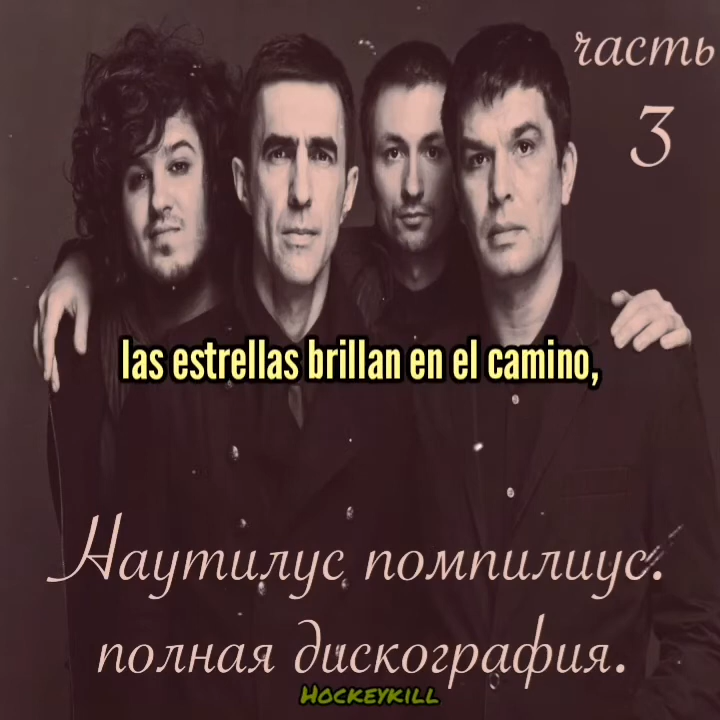 часть
3
las estrellas brillan en el camino,
Наутилус помпилиус.
полная дискография.
HOCKEYKILL